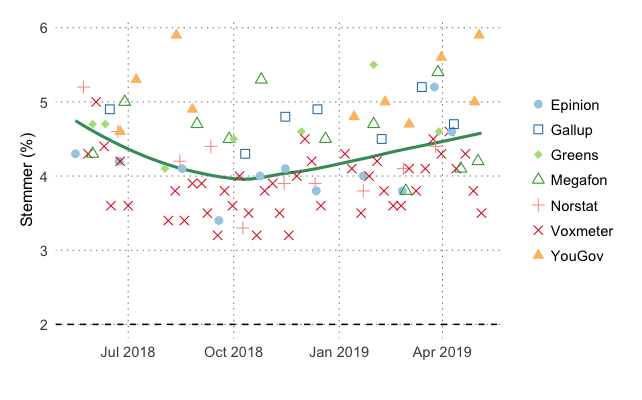 6
5
4
3
2
Stemmer (%)
Jul 2018
Oct 2018
Jan 2019
Apr 2019
Epinion
Gallup
Greens
Megafon
Norstat
Voxmeter
YouGov